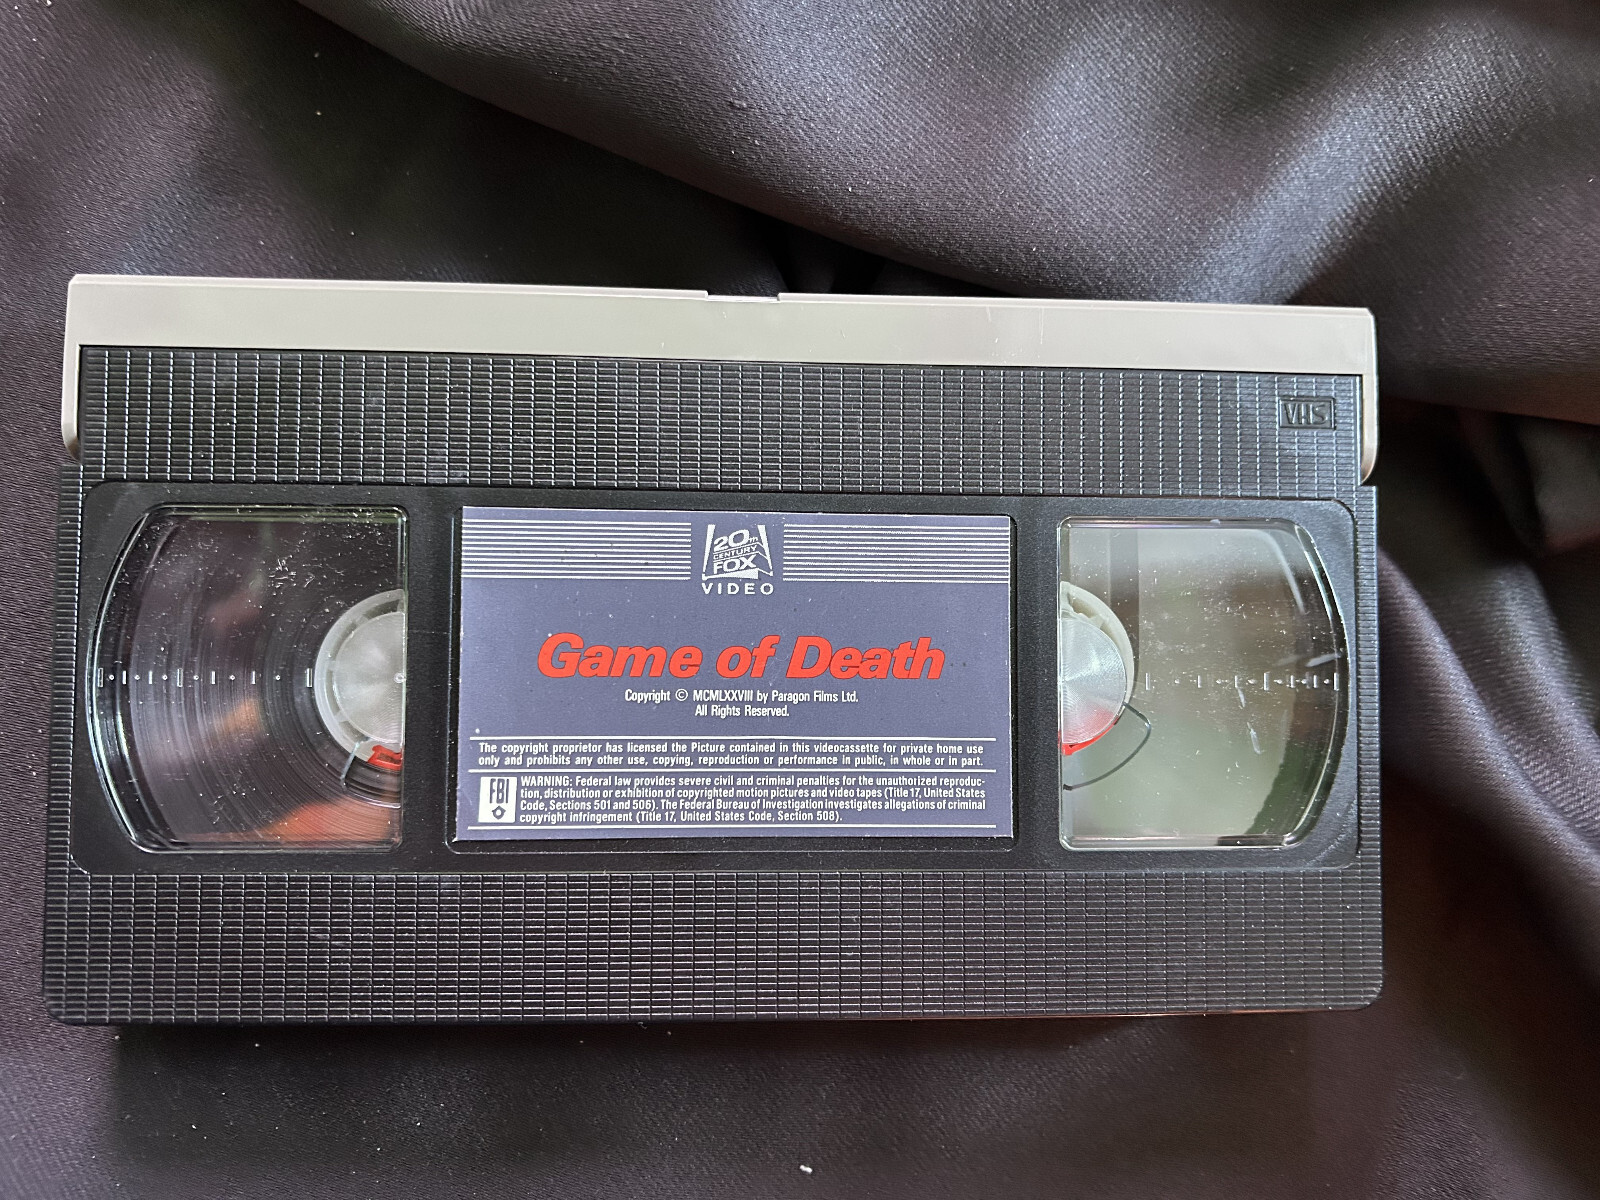 VHS
20th
CENTURY
FOX
VIDEO
Game of Death
Copyright © MCMLXXVIII by Paragon Films Ltd.
All Rights Reserved.
The copyright proprietor has licensed the Picture contained in this videocassette for private home use
only and prohibits any other use, copying, reproduction or performance in public, in whole or in part.
FBI
WARNING: Federal law provides severe civil and criminal penalties for the unauthorized reproduc-
tion, distribution or exhibition of copyrighted motion pictures and video tapes (Title 17, United States
Code, Sections 501 and 506). The Federal Bureau of Investigation investigates allegations of criminal
copyright infringement (Title 17, United States Code, Section 508).